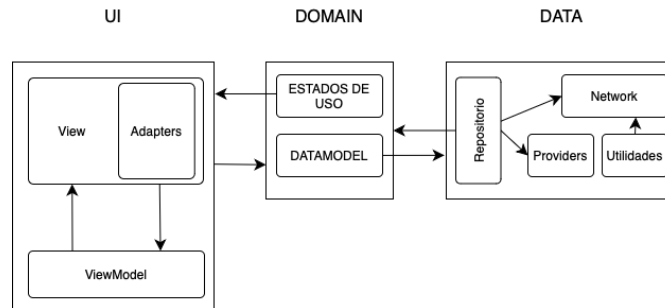 UI
DOMAIN
DATA
View
Adapters
ViewModel
ESTADOS DE
USO
DATAMODEL
Repositorio
Network
Providers
Utilidades